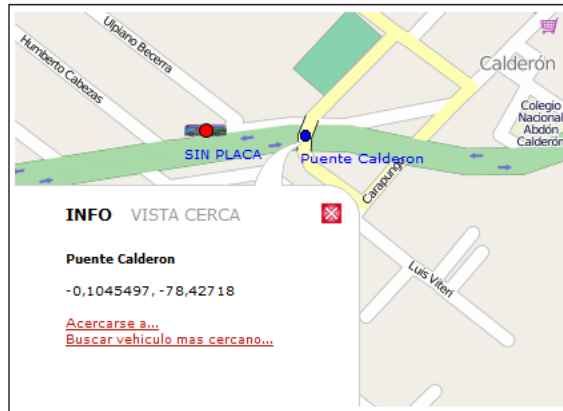 Ulpiano Becerra
Humberto Cabezas
Calderón
Colegio
Nacional
Abdón
Calderón
SIN PLACA
Puente Calderon
Carapungo
Luis Viteri
INFO VISTA CERCA
Puente Calderon
-0,1045497, -78,42718
Acercarse a...
Buscar vehiculo mas cercano...